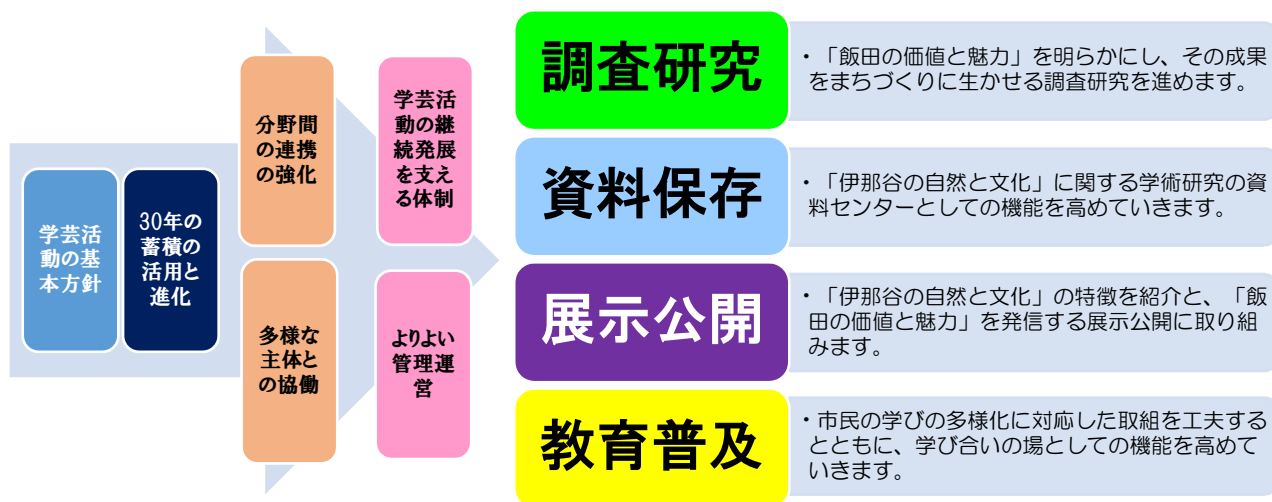 学芸活
動の基
本方針
30年の
蓄積の
活用と
進化
分野間
の連携
の強化
多様な
主体と
の協働
学芸活
動の継
続発展
を支え
る体制
よりよい
管理運
営
調査研究
・「飯田の価値と魅力」を明らかにし、その成果
をまちづくりに生かせる調査研究を進めます。
資料保存
・「伊那谷の自然と文化」に関する学術研究の資
料センターとしての機能を高めていきます。
展示公開
・「伊那谷の自然と文化」の特徴を紹介と、「飯
田の価値と魅力」を発信する展示公開に取り組
みます。
教育普及
・市民の学びの多様化に対応した取組を工夫する
とともに、学び合いの場としての機能を高めて
いきます。